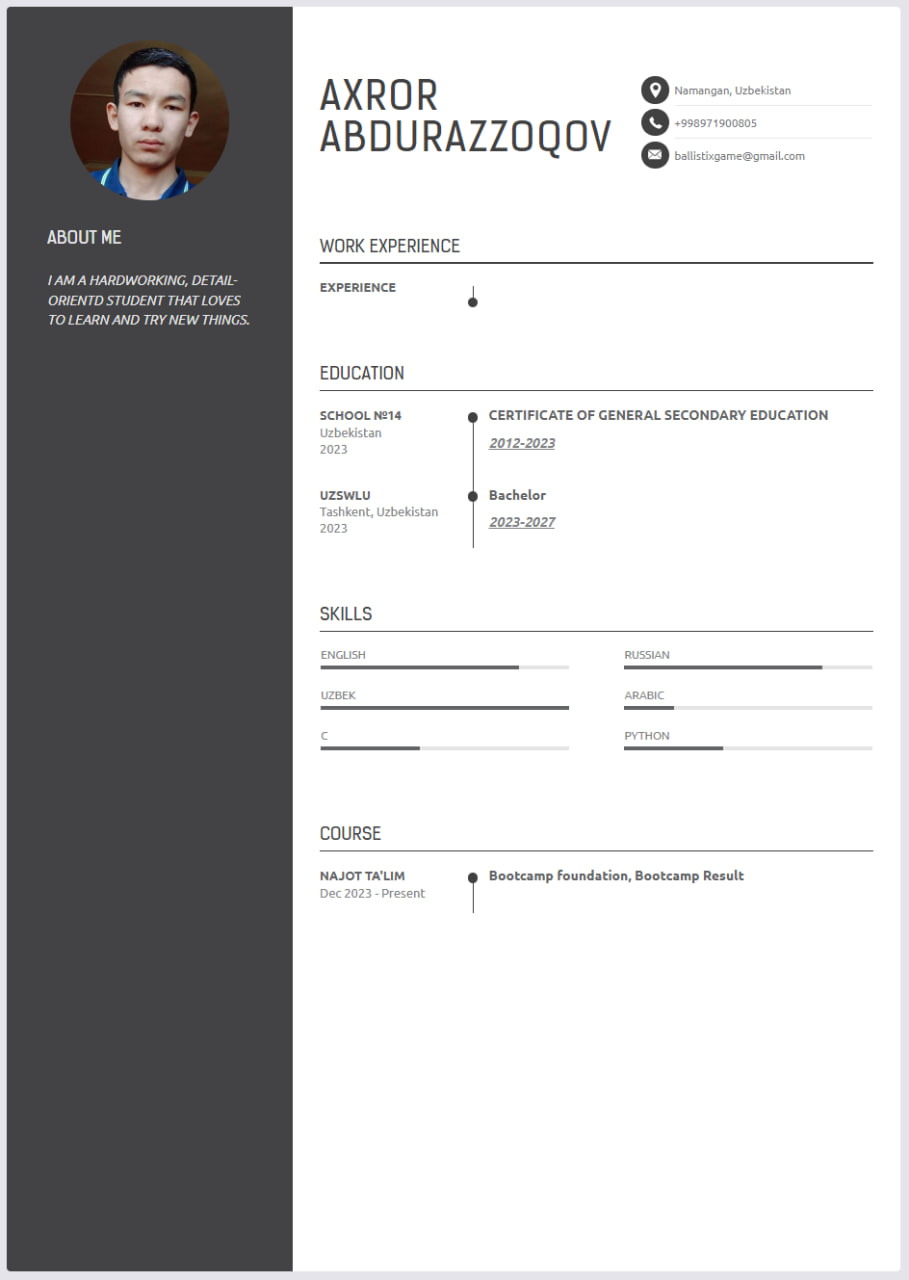 AXROR
ABDURAZZOQOV
Namangan, Uzbekistan
+998971900805
ballistixgame@gmail.com
ABOUT ME
I AM A HARDWORKING, DETAIL-
ORIENTD STUDENT THAT LOVES
TO LEARN AND TRY NEW THINGS.
WORK EXPERIENCE
EXPERIENCE
EDUCATION
SCHOOL №14
Uzbekistan
2023
CERTIFICATE OF GENERAL SECONDARY EDUCATION
2012-2023
UZSWLU
Tashkent, Uzbekistan
2023
Bachelor
2023-2027
SKILLS
ENGLISH
RUSSIAN
UZBEK
ARABIC
C
PYTHON
COURSE
NAJOT TA'LIM
Dec 2023 - Present
Bootcamp foundation, Bootcamp Result